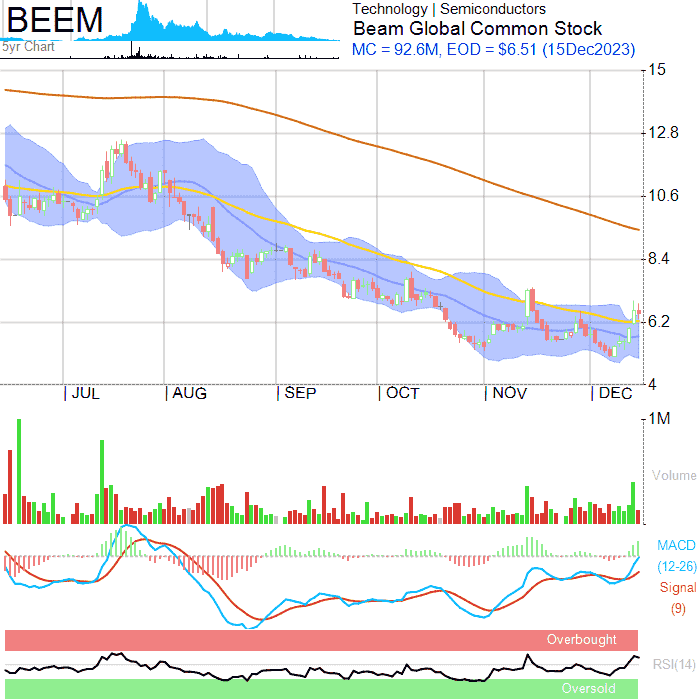 BEEM
5yr Chart
Technology | Semiconductors
Beam Global Common Stock
MC = 92.6M, EOD = $6.51 (15Dec2023)
15
12.8
10.6
8.4
6.2
4
JUL AUG SEP OCT NOV DEC
1M
Volume
MACD
(12-26)
Signal
(9)
Overbought
RSI(14)
Oversold